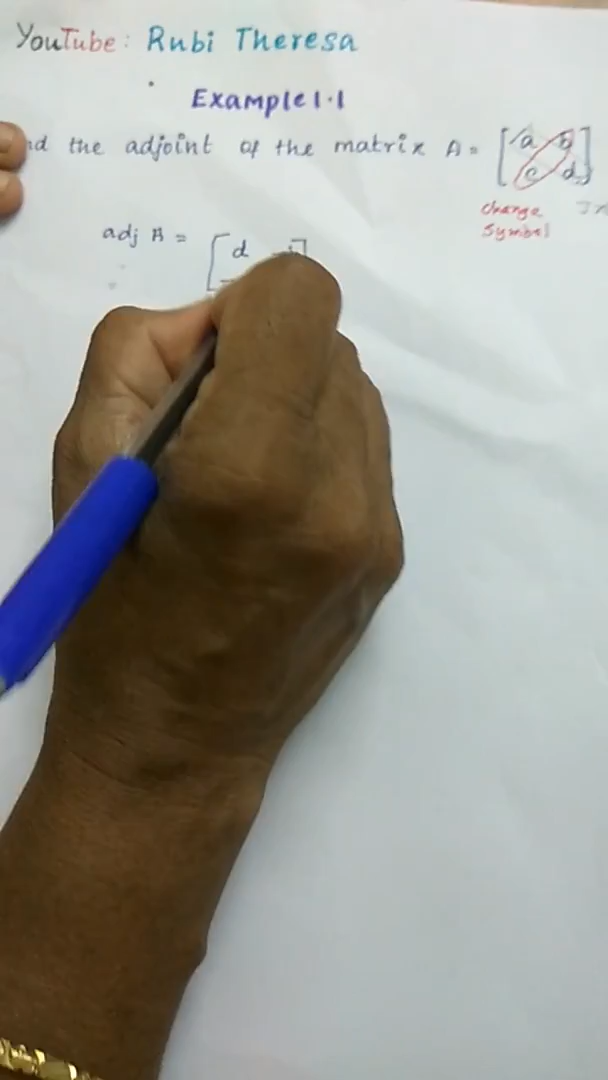 YouTube: Rubi Theresa
Example 1.1
the adjoint of the matrix A = [a b
c d]
change
Symbol
adj A = [d